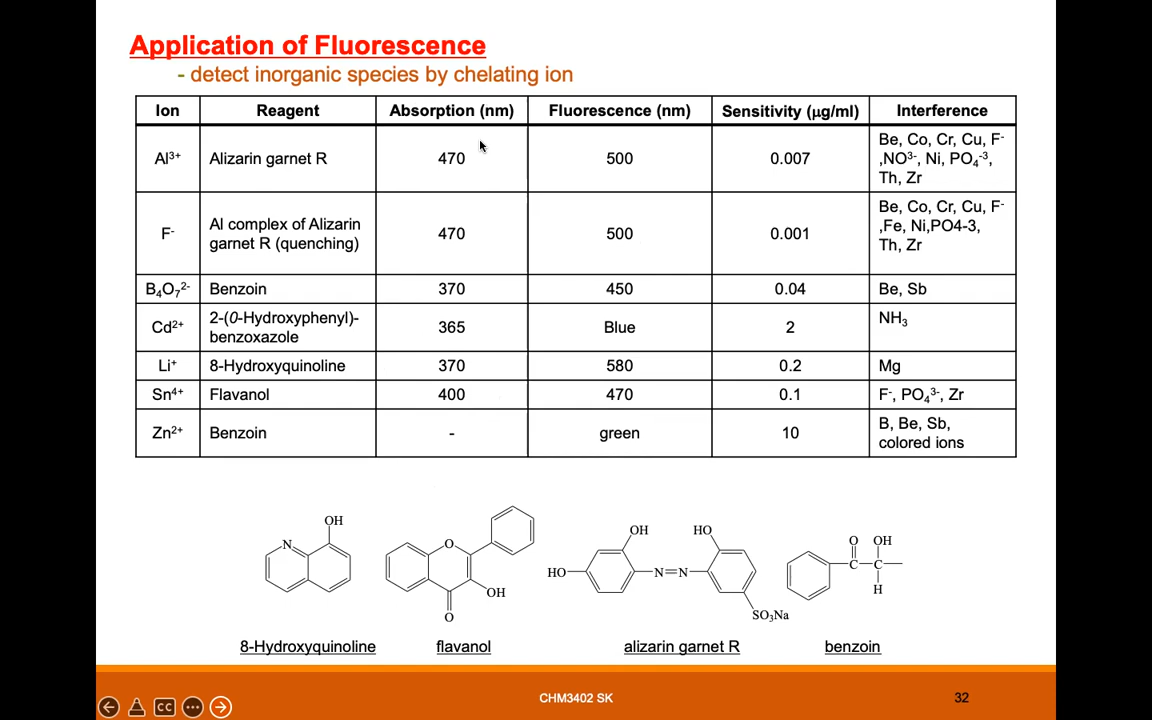 Application of Fluorescence
- detect inorganic species by chelating ion
Ion Reagent Absorption (nm) Fluorescence (nm) Sensitivity (μg/ml) Interference
Al³⁺ Alizarin garnet R 470 500 0.007 Be, Co, Cr, Cu, F⁻
,NO³⁻, Ni, PO₄⁻³,
Th, Zr
F⁻ Al complex of Alizarin
garnet R (quenching) 470 500 0.001 Be, Co, Cr, Cu, F⁻
,Fe, Ni,PO4-3,
Th, Zr
B₄O₇²⁻ Benzoin 370 450 0.04 Be, Sb
Cd²⁺ 2-(0-Hydroxyphenyl)-
benzoxazole 365 Blue 2 NH₃
Li⁺ 8-Hydroxyquinoline 370 580 0.2 Mg
Sn⁴⁺ Flavanol 400 470 0.1 F⁻, PO₄³⁻, Zr
Zn²⁺ Benzoin - green 10 B, Be, Sb,
colored ions
OH
N
O
OH
O
OH HO
HO N=N
SO₃Na
O OH
C C
H
8-Hydroxyquinoline flavanol alizarin garnet R benzoin
CC
CHM3402 SK
32